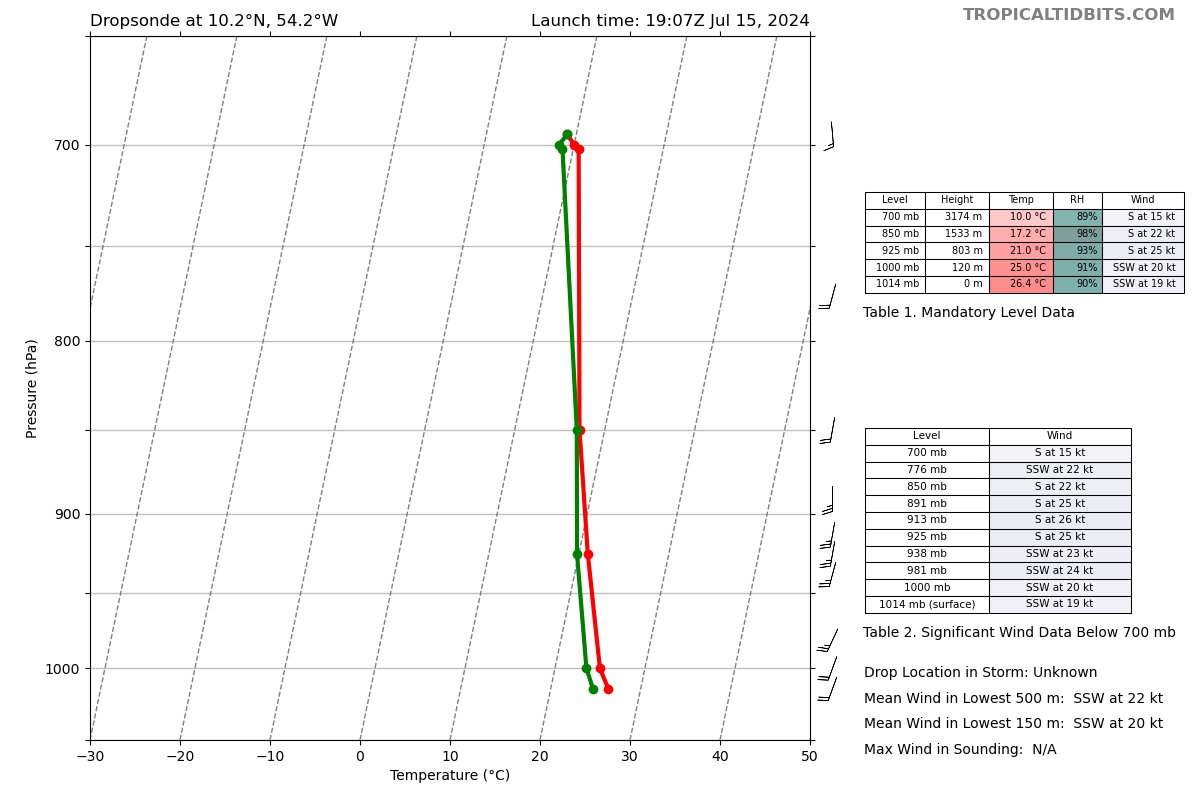 Dropsonde at 10.2°N, 54.2°W
Launch time: 19:07Z Jul 15, 2024
TROPICALTIDBITS.COM
Pressure (hPa)
700
800
900
1000
−30
−20
−10
0
10
20
30
40
50
Temperature (°C)
Level Height Temp RH Wind
700 mb 3174 m 10.0 °C 89% S at 15 kt
850 mb 1533 m 17.2 °C 98% S at 22 kt
925 mb 803 m 21.0 °C 93% S at 25 kt
1000 mb 120 m 25.0 °C 91% SSW at 20 kt
1014 mb 0 m 26.4 °C 90% SSW at 19 kt
Table 1. Mandatory Level Data
Level Wind
700 mb S at 15 kt
776 mb SSW at 22 kt
850 mb S at 22 kt
891 mb S at 25 kt
913 mb S at 26 kt
925 mb S at 25 kt
938 mb SSW at 23 kt
981 mb SSW at 24 kt
1000 mb SSW at 20 kt
1014 mb (surface) SSW at 19 kt
Table 2. Significant Wind Data Below 700 mb
Drop Location in Storm: Unknown
Mean Wind in Lowest 500 m: SSW at 22 kt
Mean Wind in Lowest 150 m: SSW at 20 kt
Max Wind in Sounding: N/A